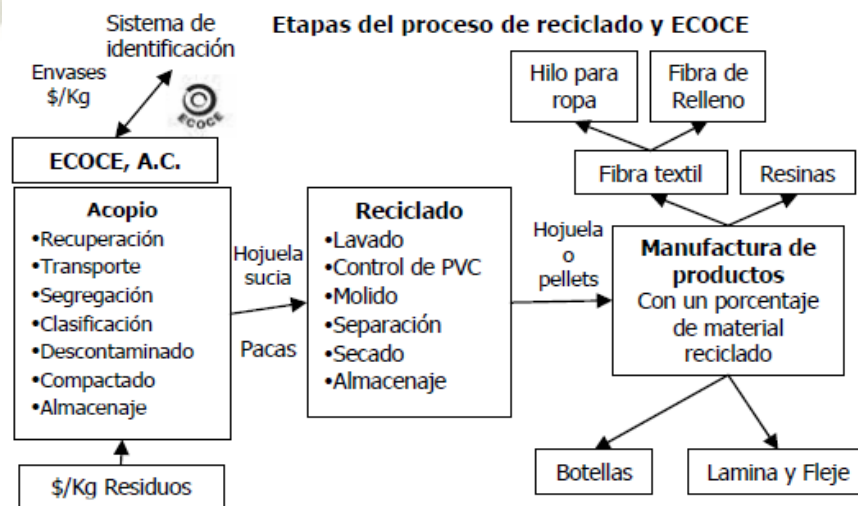 Etapas del proceso de reciclado y ECOCE
Sistema de
identificación
Envases
$/Kg
ECOCE
ECOCE, A.C.
Acopio
•Recuperación
•Transporte
•Segregación
•Clasificación
•Descontaminado
•Compactado
•Almacenaje
$/Kg Residuos
Hojuela
sucia
Pacas
Reciclado
•Lavado
•Control de PVC
•Molido
•Separación
•Secado
•Almacenaje
Hojuela
o
pellets
Hilo para
ropa
Fibra de
Relleno
Fibra textil
Resinas
Manufactura de
productos
Con un porcentaje
de material
reciclado
Botellas
Lamina y Fleje